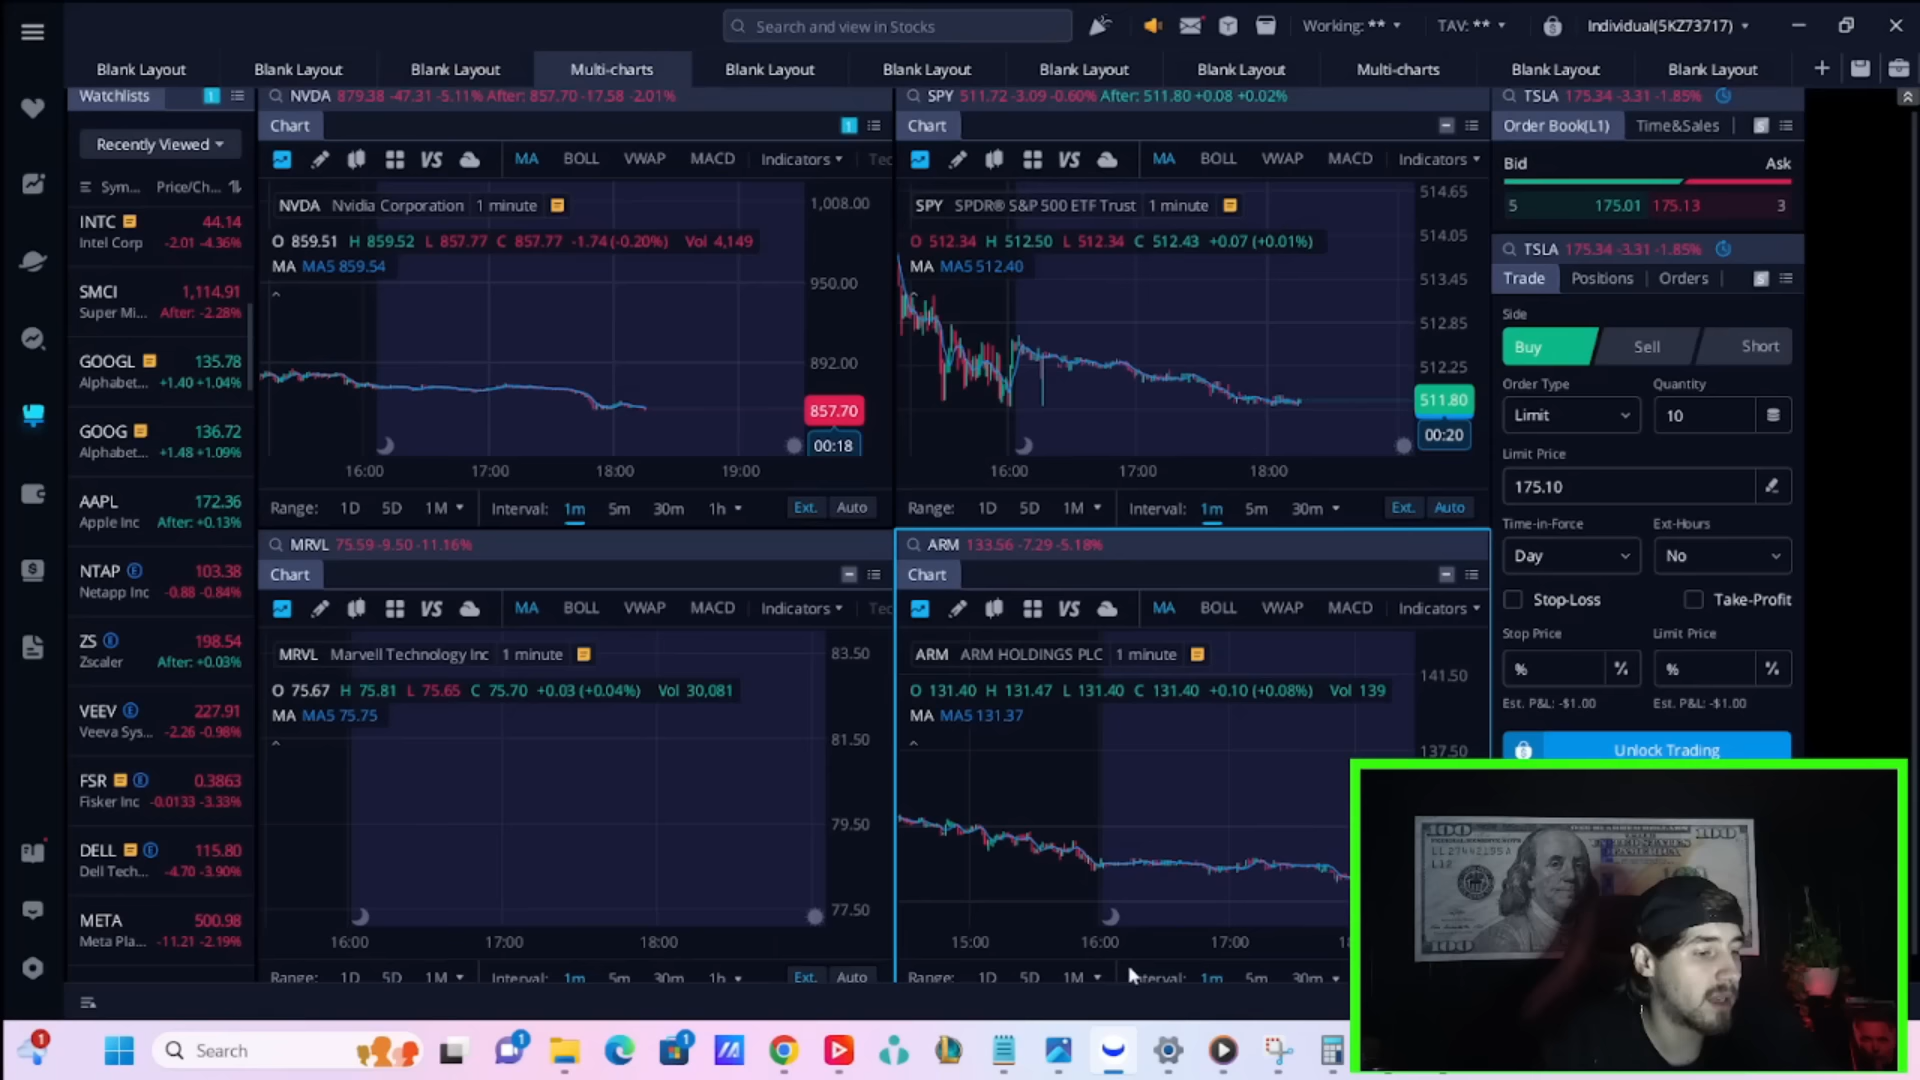 Search and view in Stocks
Working: **
TAV: **
Individual(5KZ73717)
Blank Layout
Blank Layout
Blank Layout
Multi-charts
Blank Layout
Blank Layout
Blank Layout
Blank Layout
Multi-charts
Blank Layout
Blank Layout
Watchlists
1
Recently Viewed
Sym... Price/Ch...
INTC 44.14
Intel Corp -2.01 -4.36%
SMCI 1,114.91
Super Mi... After: -2.28%
GOOGL 135.78
Alphabet... +1.40 +1.04%
GOOG 136.72
Alphabet... +1.48 +1.09%
AAPL 172.36
Apple Inc After: +0.13%
NTAP E 103.38
Netapp Inc -0.88 -0.84%
ZS E 198.54
Zscaler After: +0.03%
VEEV E 227.91
Veeva Sys... -2.26 -0.98%
FSR E 0.3863
Fisker Inc -0.0133 -3.33%
DELL E 115.80
Dell Tech... -4.70 -3.90%
META 500.98
Meta Pla... -11.21 -2.19%
NVDA 879.38 -47.31 -5.11% After: 857.70 -17.58 -2.01%
Chart 1
VS MA BOLL VWAP MACD Indicators Tec
NVDA Nvidia Corporation 1 minute
O 859.51 H 859.52 L 857.77 C 857.77 -1.74 (-0.20%) Vol 4,149
MA MA5 859.54
1,008.00
950.00
892.00
857.70
00:18
16:00 17:00 18:00 19:00
Range: 1D 5D 1M Interval: 1m 5m 30m 1h Ext. Auto
SPY 511.72 -3.09 -0.60% After: 511.80 +0.08 +0.02%
Chart
VS MA BOLL VWAP MACD Indicators
SPY SPDR® S&P 500 ETF Trust 1 minute
O 512.34 H 512.50 L 512.34 C 512.43 +0.07 (+0.01%)
MA MA5 512.40
514.65
514.05
513.45
512.85
512.25
511.80
00:20
16:00 17:00 18:00
Range: 1D 5D 1M Interval: 1m 5m 30m Ext. Auto
MRVL 75.59 -9.50 -11.16%
Chart
VS MA BOLL VWAP MACD Indicators Tec
MRVL Marvell Technology Inc 1 minute
O 75.67 H 75.81 L 75.65 C 75.70 +0.03 (+0.04%) Vol 30,081
MA MA5 75.75
83.50
81.50
79.50
77.50
16:00 17:00 18:00
Range: 1D 5D 1M Interval: 1m 5m 30m 1h Ext. Auto
ARM 133.56 -7.29 -5.18%
Chart
VS MA BOLL VWAP MACD Indicators
ARM ARM HOLDINGS PLC 1 minute
O 131.40 H 131.47 L 131.40 C 131.40 +0.10 (+0.08%) Vol 139
MA MA5 131.37
141.50
137.50
15:00 16:00 17:00
Range: 1D 5D 1M Interval: 1m 5m 30m
TSLA 175.34 -3.31 -1.85%
Order Book(L1) Time&Sales S
Bid Ask
5 175.01 175.13 3
TSLA 175.34 -3.31 -1.85%
Trade Positions Orders S
Side
Buy Sell Short
Order Type Quantity
Limit 10
Limit Price
175.10
Time-in-Force Ext-Hours
Day No
Stop-Loss Take-Profit
Stop Price Limit Price
% % % %
Est. P&L: -$1.00 Est. P&L: -$1.00
Unlock Trading
100 100
100
1
Search
1
1